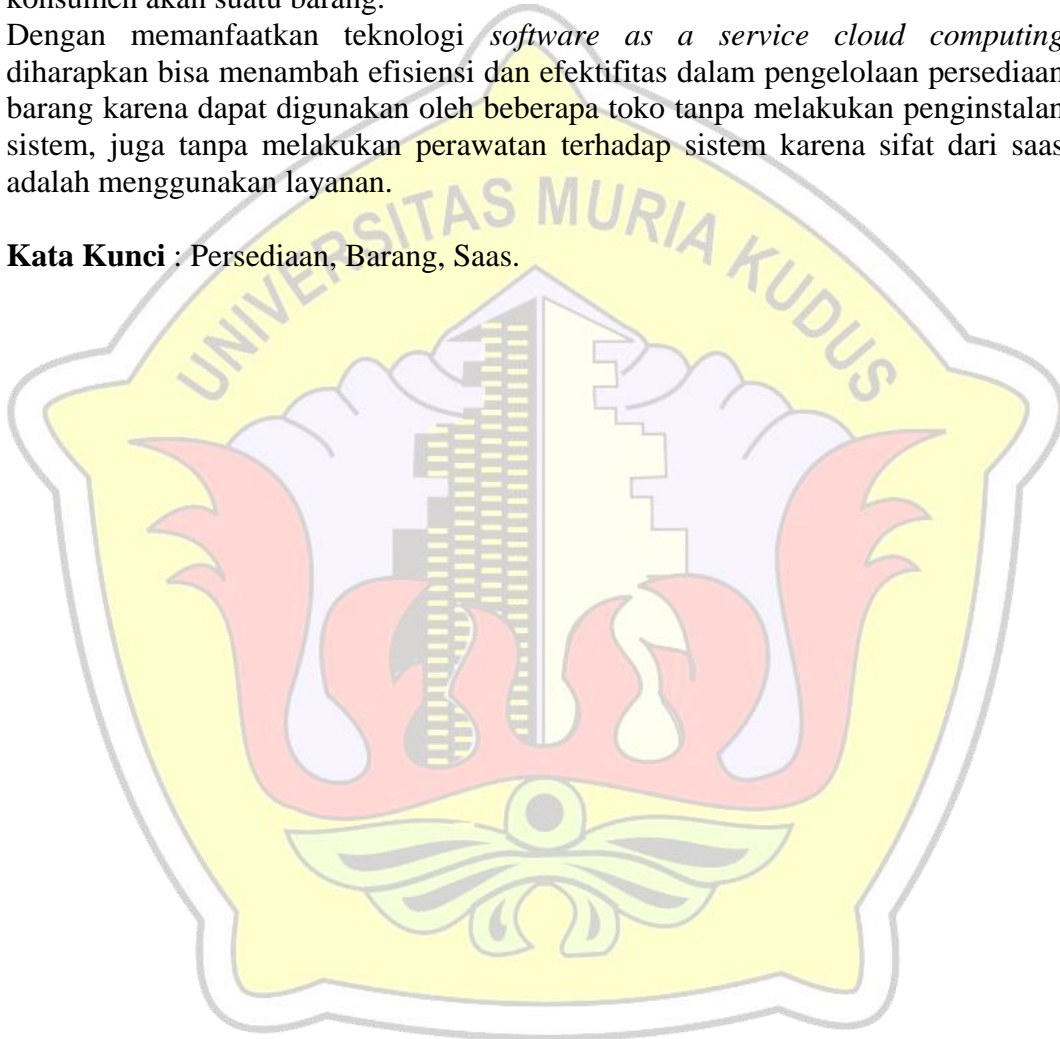 konsumen akan suatu barang.
Dengan memanfaatkan teknologi software as a service cloud computing
diharapkan bisa menambah efisiensi dan efektifitas dalam pengelolaan persediaan
barang karena dapat digunakan oleh beberapa toko tanpa melakukan penginstalan
sistem, juga tanpa melakukan perawatan terhadap sistem karena sifat dari saas
adalah menggunakan layanan.
Kata Kunci : Persediaan, Barang, Saas.
UNIVERSITAS MURIA KUDUS